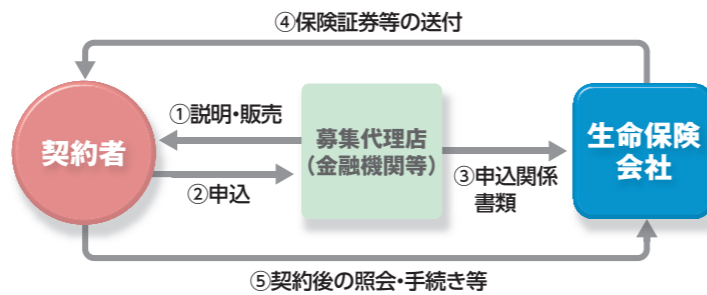 ④保険証券等の送付
①説明・販売
契約者
募集代理店
(金融機関等)
生命保険
会社
②申込
③申込関係
書類
⑤契約後の照会・手続き等